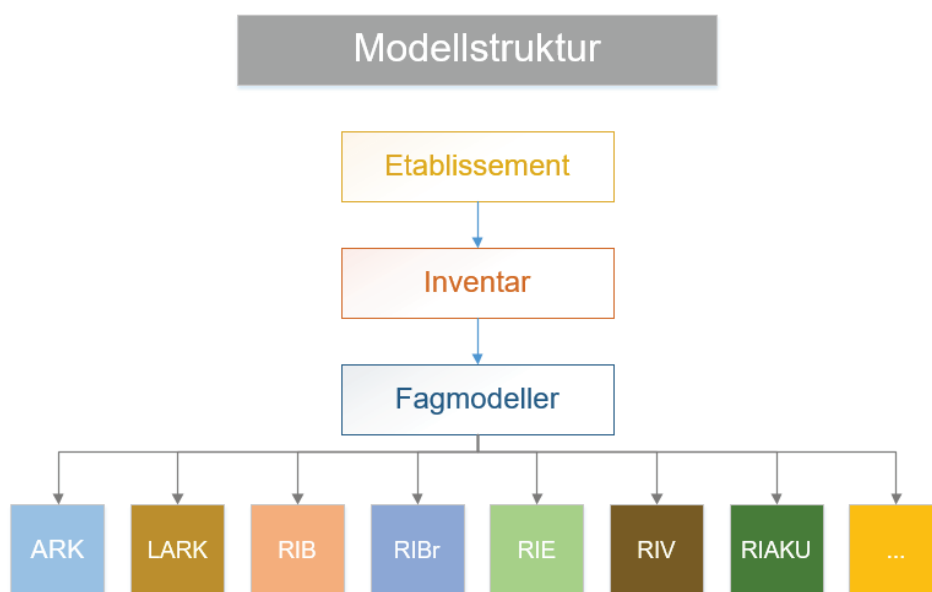 Modellstruktur
Etablissement
Inventar
Fagmodeller
ARK
LARK
RIB
RIBr
RIE
RIV
RIAKU
...